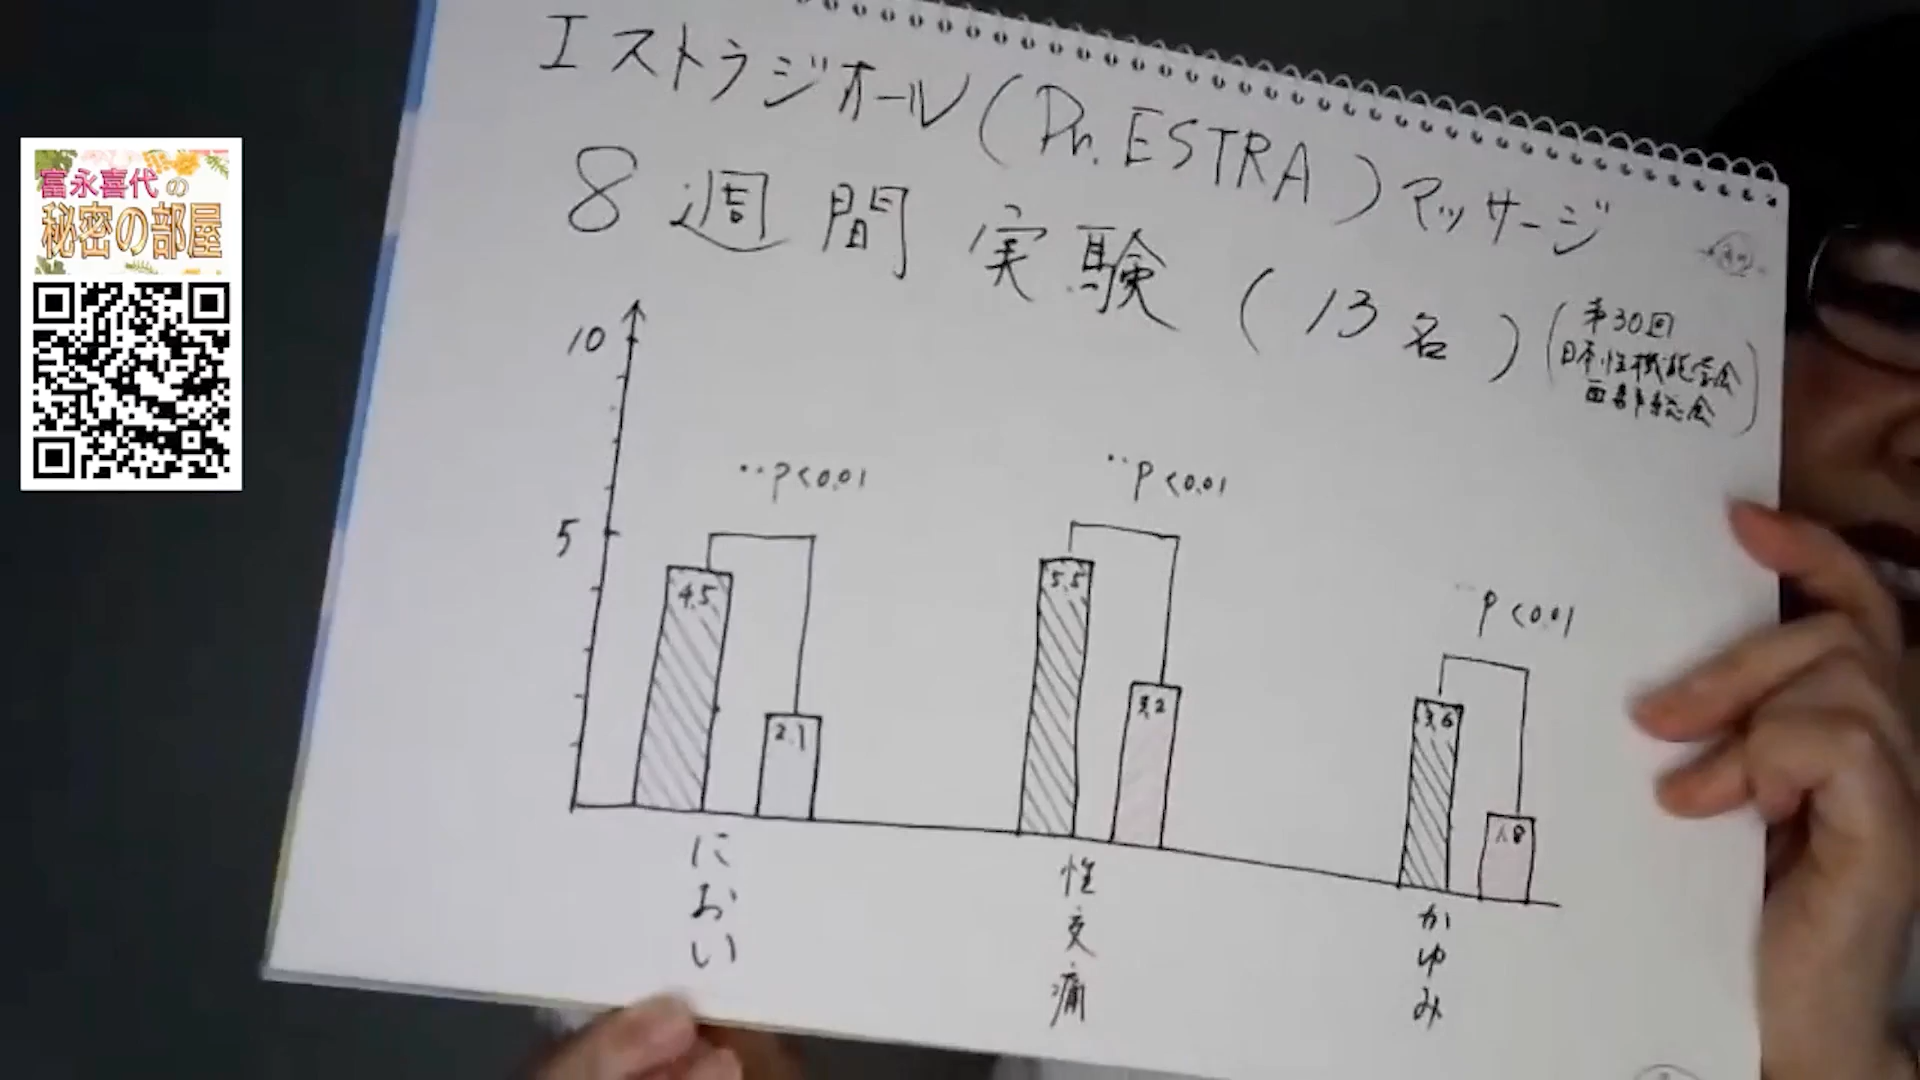 富永喜代の
秘密の部屋
エストラジオール(Dr.ESTRA)マッサージ
8週間実験(13名)
(第30回
日本性機能学会
西部総会)
10
5
**P<0.01
**P<0.01
P<0.01
4.5
2.1
5.5
3.2
3.6
1.8
におい
性交痛
かゆみ